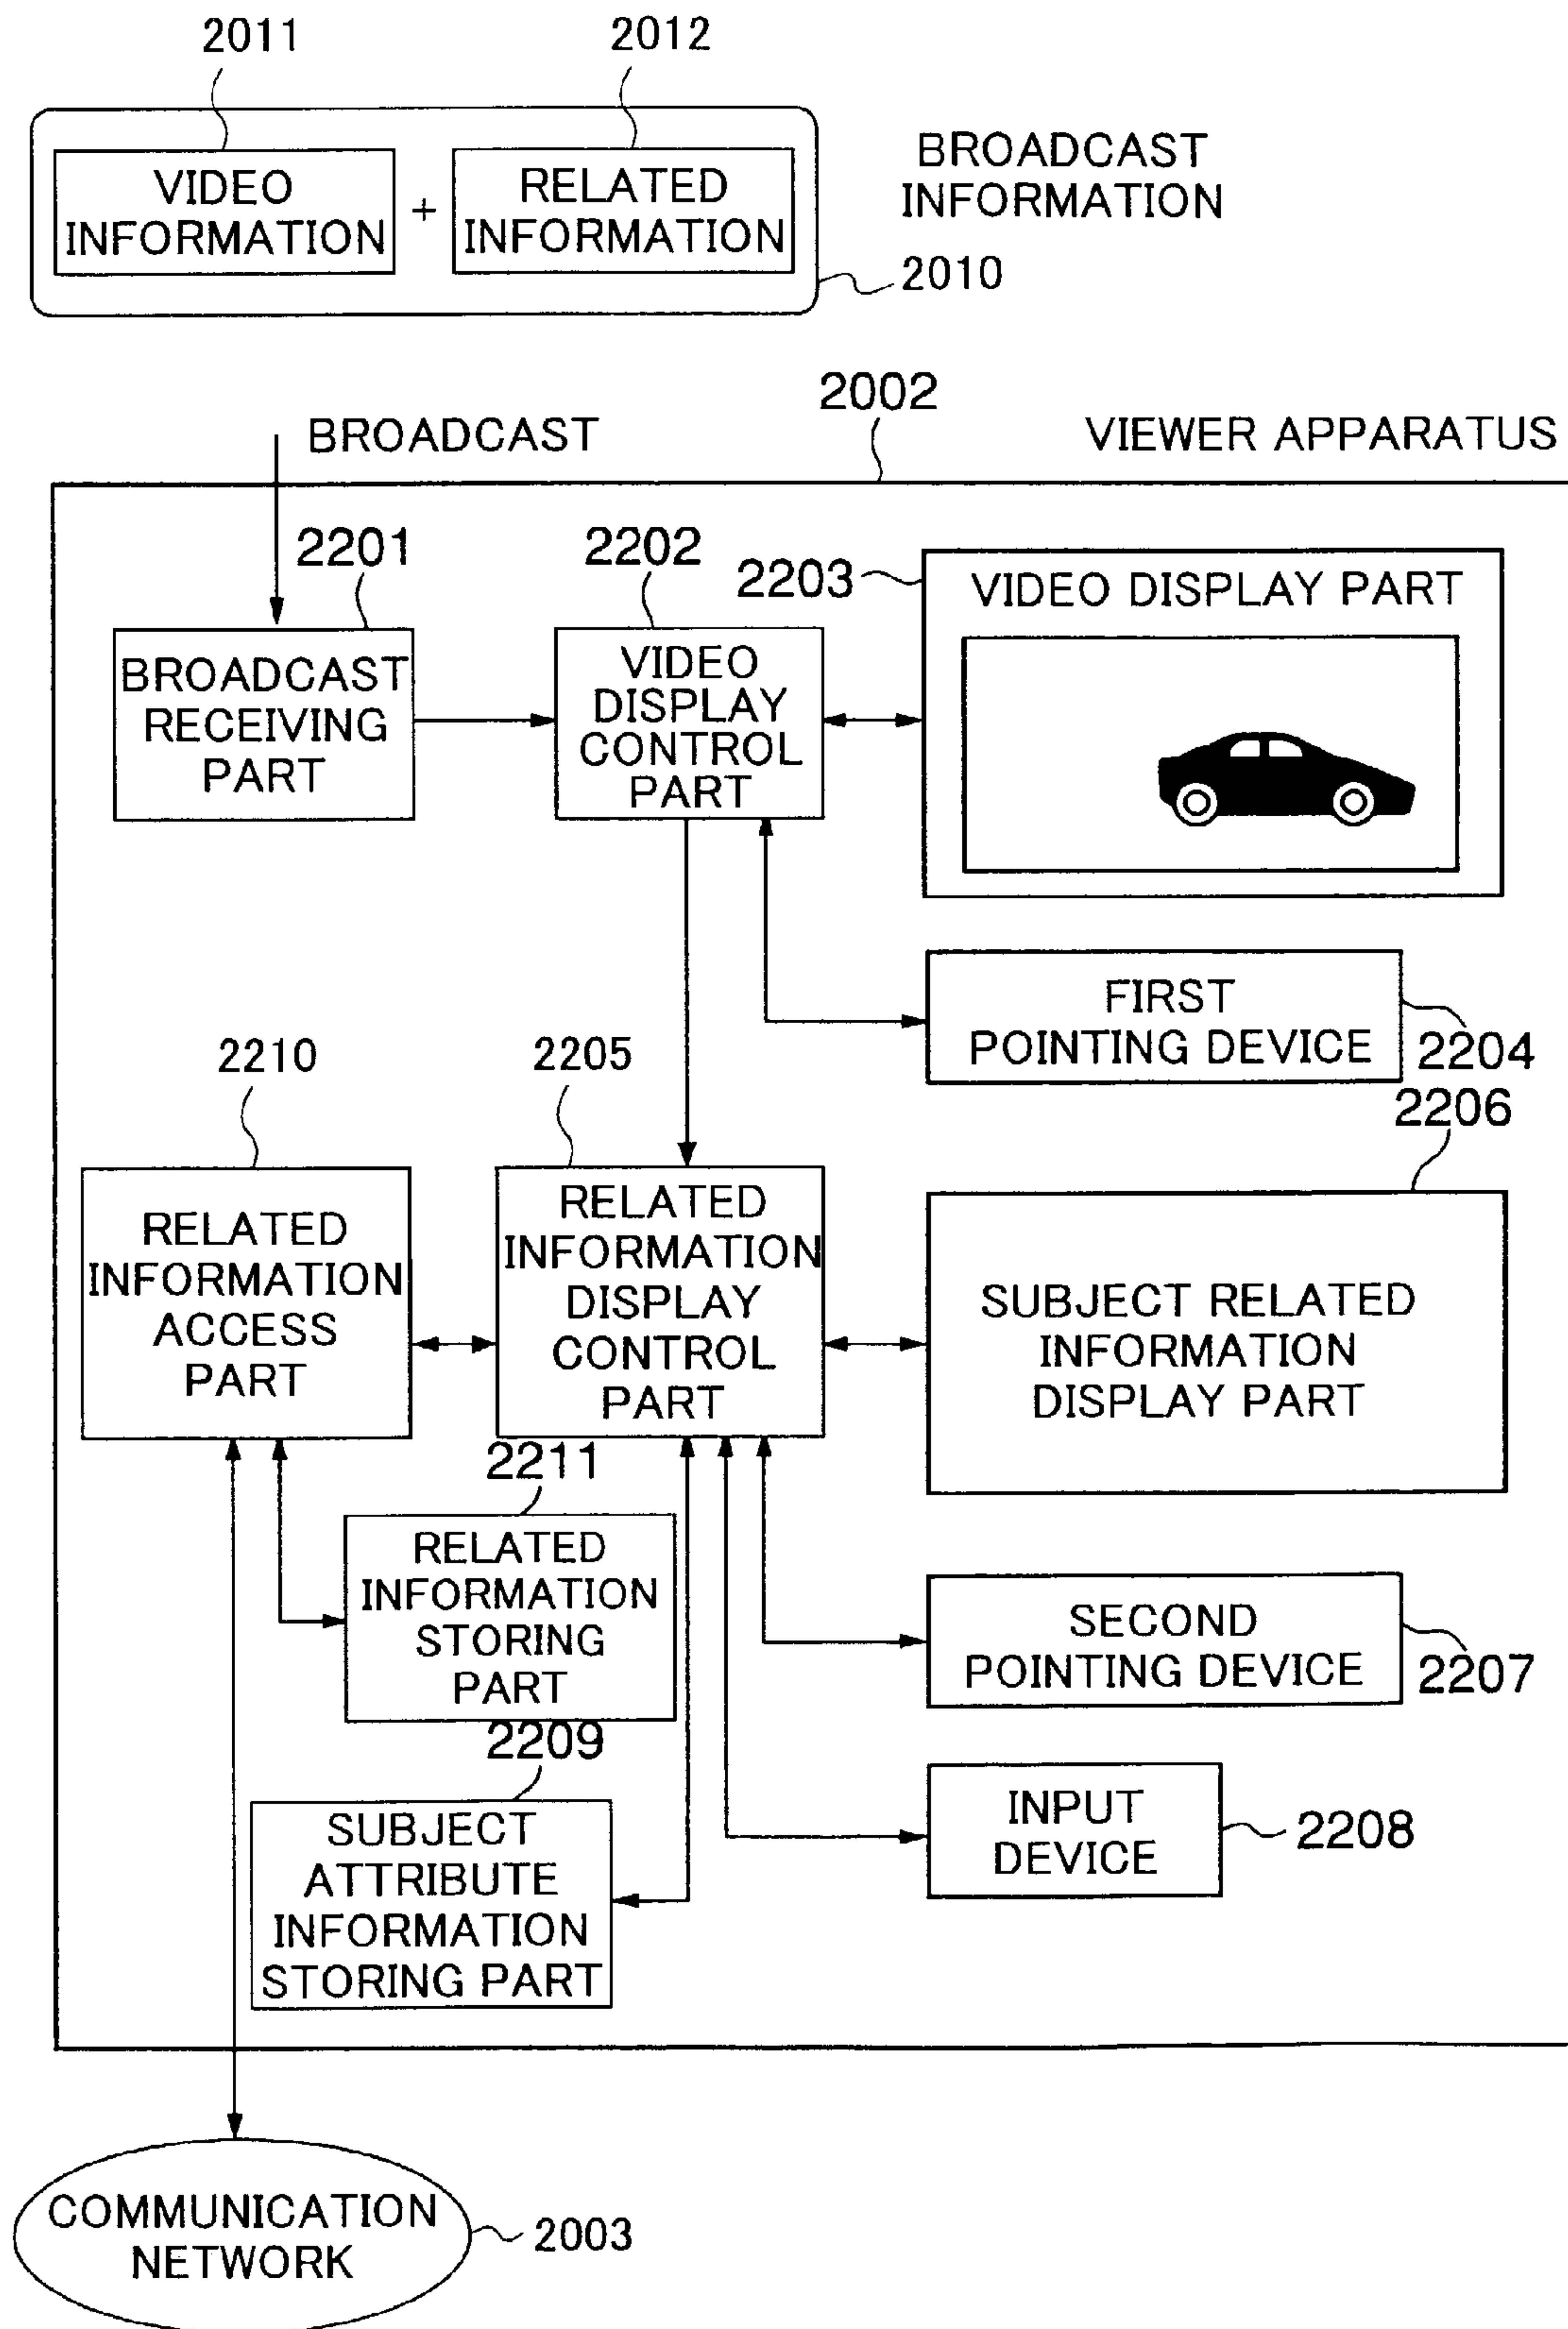 2011
2012
VIDEO
INFORMATION
+
RELATED
INFORMATION
BROADCAST
INFORMATION
2010
BROADCAST
2002
VIEWER APPARATUS
2201
BROADCAST
RECEIVING
PART
2202
VIDEO
DISPLAY
CONTROL
PART
2203
VIDEO DISPLAY PART
FIRST
POINTING DEVICE
2204
2210
RELATED
INFORMATION
ACCESS
PART
2205
RELATED
INFORMATION
DISPLAY
CONTROL
PART
2206
SUBJECT RELATED
INFORMATION
DISPLAY PART
2211
RELATED
INFORMATION
STORING
PART
SECOND
POINTING DEVICE
2207
2209
SUBJECT
ATTRIBUTE
INFORMATION
STORING PART
INPUT
DEVICE
2208
COMMUNICATION
NETWORK
2003